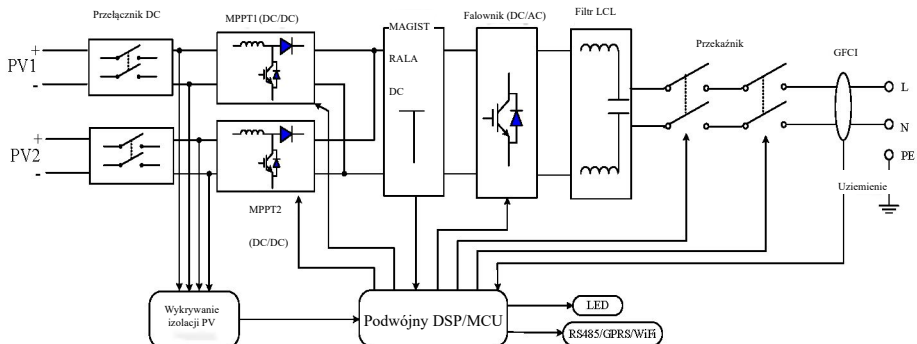 Przełącznik DC
MPPT1(DC/DC)
MAGIST
RALA
DC
Falownik (DC/AC)
Filtr LCL
Przekaźnik
GFCI
+
PV1
-
L
N
+
PV2
-
PE
MPPT2
(DC/DC)
Uziemienie
Wykrywanie
izolacji PV
Podwójny DSP/MCU
LED
RS485/GPRS/WiFi